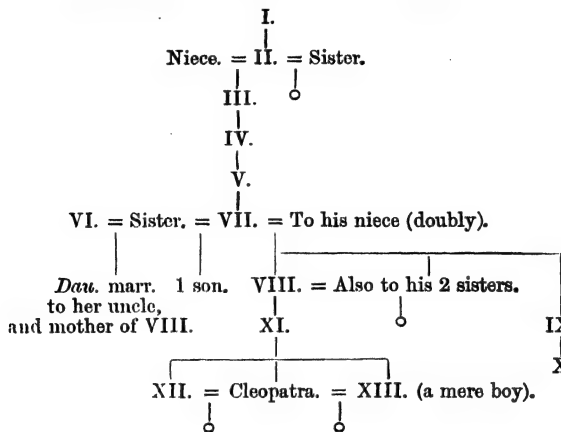 I.
Niece. = II. = Sister.
III.
IV.
V.
VI. = Sister. = VII. = To his niece (doubly).
Dau. marr. 1 son. VIII. = Also to his 2 sisters.
to her uncle,
and mother of VIII. XI. IX
X
XII. = Cleopatra. = XIII. (a mere boy).